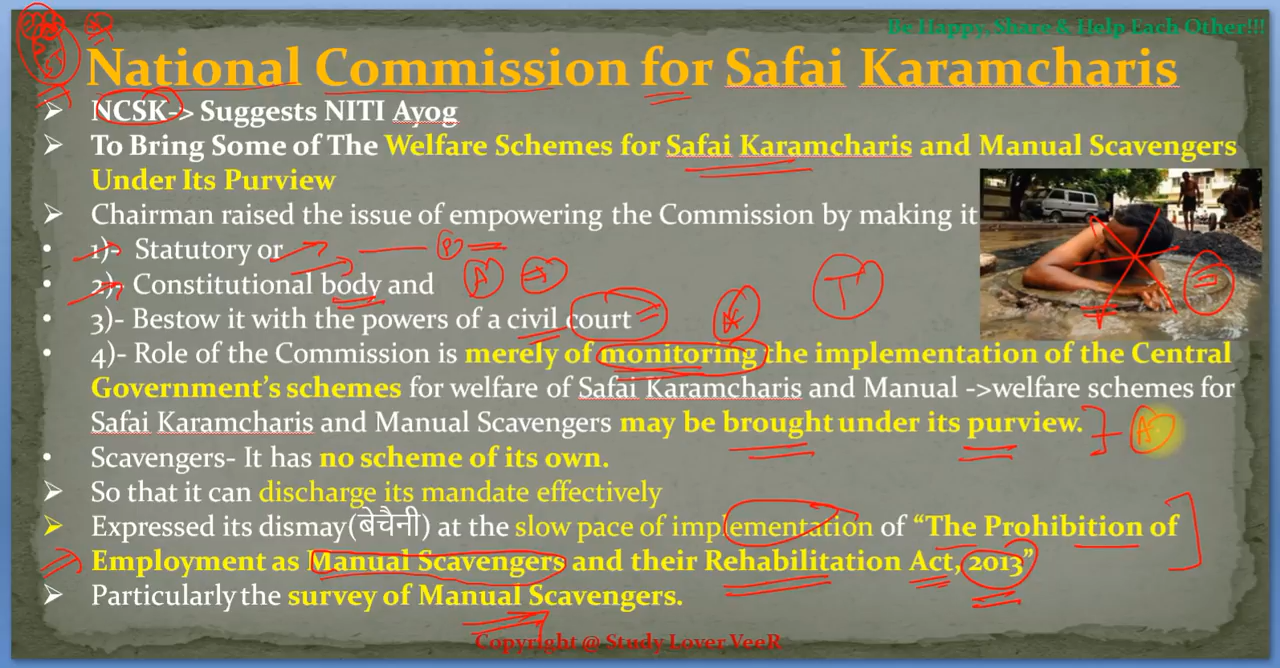 Be Happy, Share & Help Each Other!!!
National Commission for Safai Karamcharis
NCSK-> Suggests NITI Ayog
To Bring Some of The Welfare Schemes for Safai Karamcharis and Manual Scavengers
Under Its Purview
Chairman raised the issue of empowering the Commission by making it
1)- Statutory or
2)- Constitutional body and
3)- Bestow it with the powers of a civil court
4)- Role of the Commission is merely of monitoring the implementation of the Central
Government's schemes for welfare of Safai Karamcharis and Manual ->welfare schemes for
Safai Karamcharis and Manual Scavengers may be brought under its purview.
Scavengers- It has no scheme of its own.
So that it can discharge its mandate effectively
Expressed its dismay(बेचैनी) at the slow pace of implementation of “The Prohibition of
Employment as Manual Scavengers and their Rehabilitation Act, 2013”
Particularly the survey of Manual Scavengers.
Copyright @ Study Lover VeeR